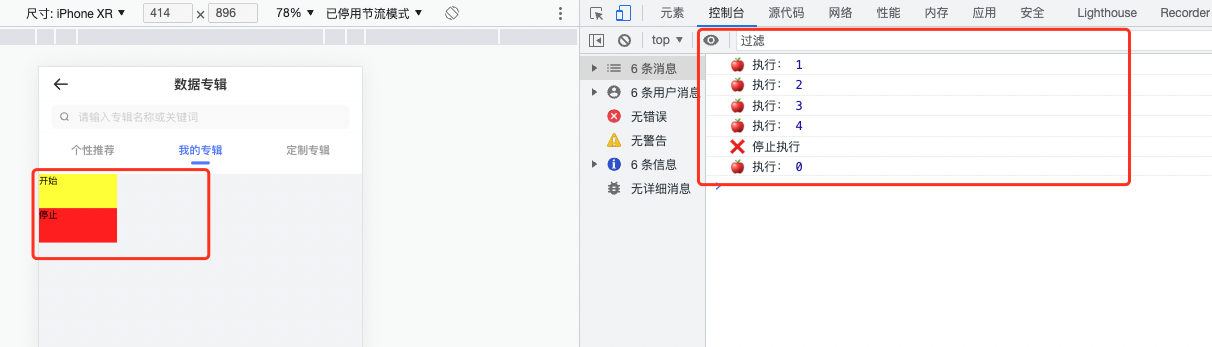 尺寸: iPhone XR ▼ 414 × 896 78% ▼ 已停用节流模式 ▼
数据专辑
请输入专辑名称或关键词
个性推荐 我的专辑 定制专辑
开始
停止
元素 控制台 源代码 网络 性能 内存 应用 安全 Lighthouse Recorder
top ▼ 过滤
6 条消息
6 条用户消息
无错误
无警告
6 条信息
无详细消息
🍎 执行: 1
🍎 执行: 2
🍎 执行: 3
🍎 执行: 4
❌ 停止执行
🍎 执行: 0